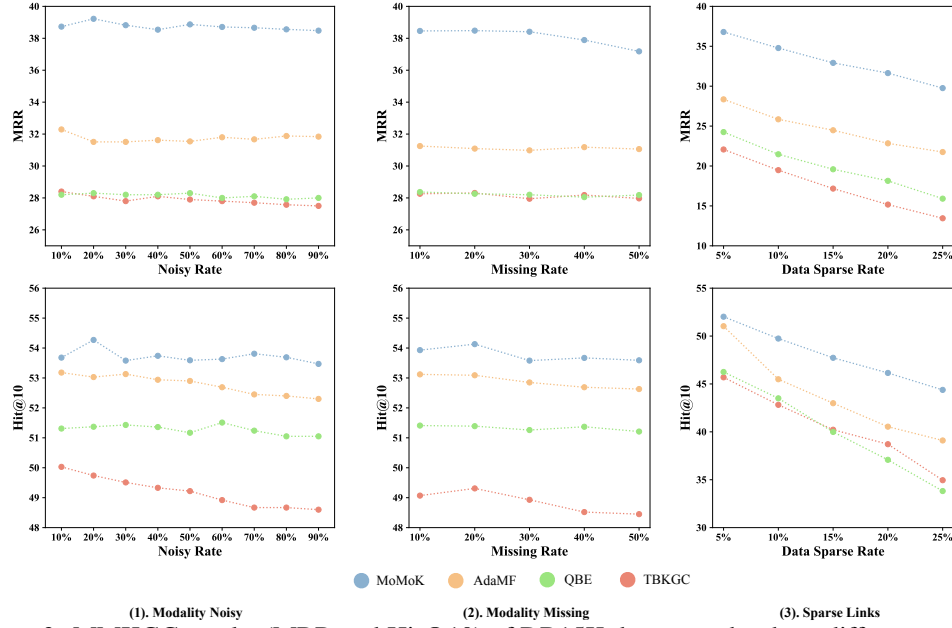 40
38
36
34
32
30
28
26
MRR
10% 20% 30% 40% 50% 60% 70% 80% 90%
Noisy Rate
40
38
36
34
32
30
28
26
MRR
10% 20% 30% 40% 50%
Missing Rate
40
35
30
25
20
15
10
MRR
5% 10% 15% 20% 25%
Data Sparse Rate
56
55
54
53
52
51
50
49
48
Hit@10
10% 20% 30% 40% 50% 60% 70% 80% 90%
Noisy Rate
56
55
54
53
52
51
50
49
48
Hit@10
10% 20% 30% 40% 50%
Missing Rate
55
50
45
40
35
30
Hit@10
5% 10% 15% 20% 25%
Data Sparse Rate
MoMoK AdaMF QBE TBKGC
(1). Modality Noisy (2). Modality Missing (3). Sparse Links